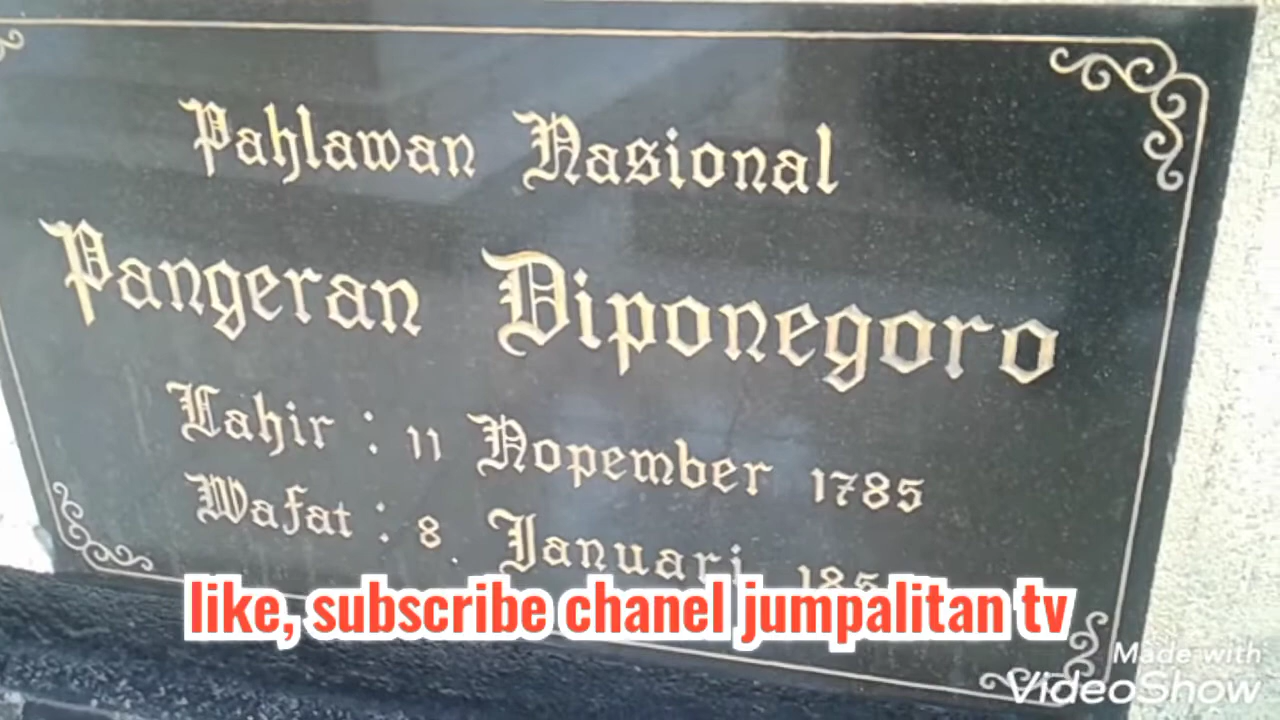 Pahlawan Nasional
Pangeran Diponegoro
Lahir : 11 Nopember 1785
Wafat : 8 Januari
like, subscribe chanel jumpalitan tv
Made with
VideoShow